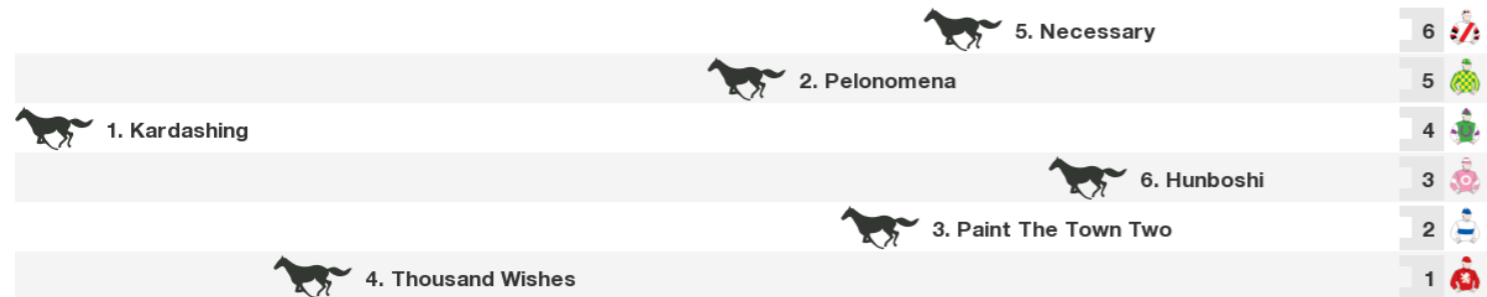 5. Necessary 6
2. Pelonomena 5
1. Kardashing 4
6. Hunboshi 3
3. Paint The Town Two 2
4. Thousand Wishes 1